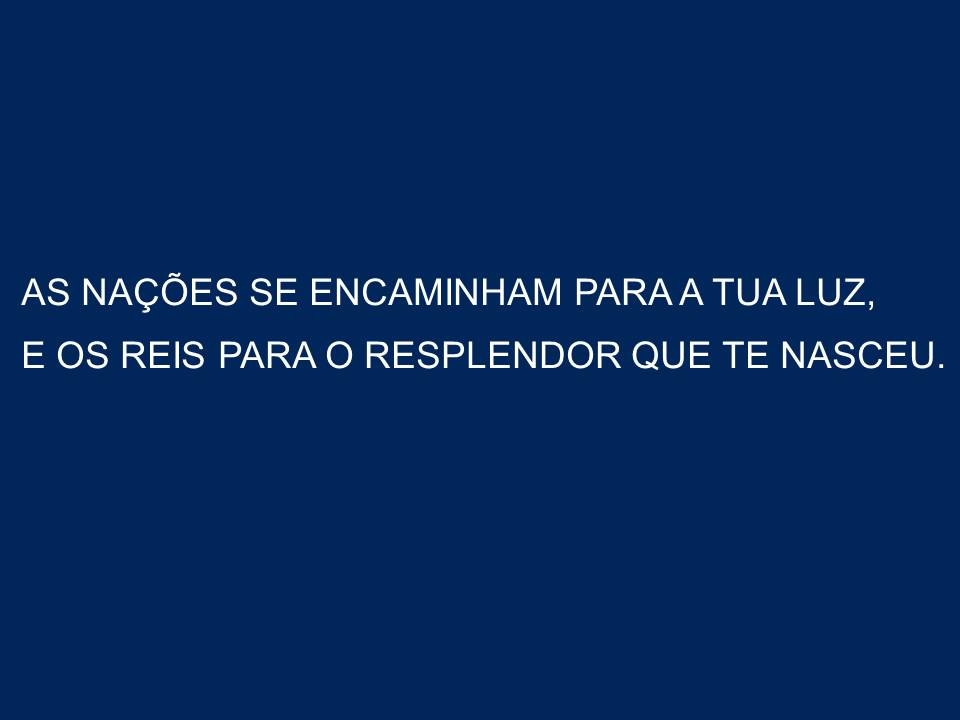 AS NAÇÕES SE ENCAMINHAM PARA A TUA LUZ,
E OS REIS PARA O RESPLENDOR QUE TE NASCEU.